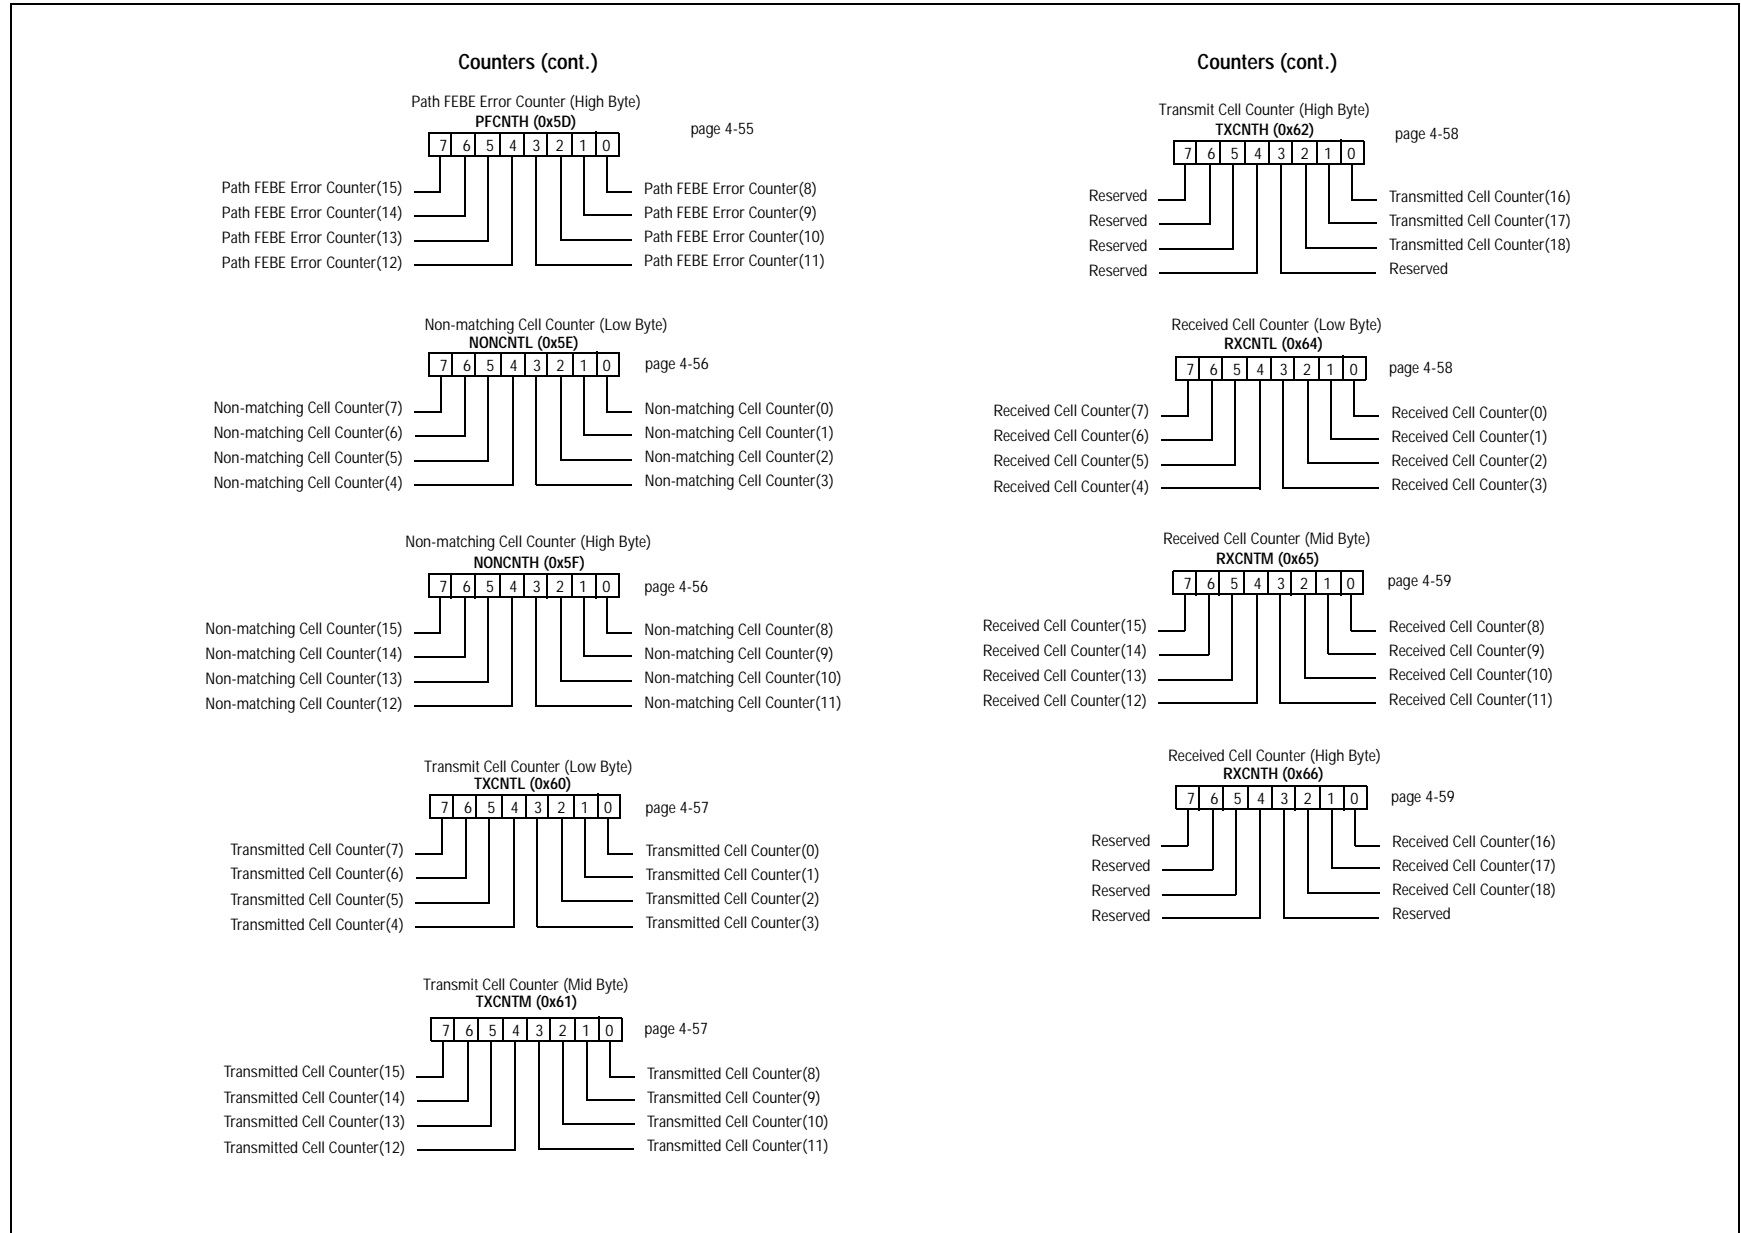 Counters (cont.)
Path FEBE Error Counter (High Byte)
PFCNTH (0x5D)
page 4-55
7 6 5 4 3 2 1 0
Path FEBE Error Counter(15)
Path FEBE Error Counter(14)
Path FEBE Error Counter(13)
Path FEBE Error Counter(12)
Path FEBE Error Counter(8)
Path FEBE Error Counter(9)
Path FEBE Error Counter(10)
Path FEBE Error Counter(11)
Non-matching Cell Counter (Low Byte)
NONCNTL (0x5E)
7 6 5 4 3 2 1 0
page 4-56
Non-matching Cell Counter(7)
Non-matching Cell Counter(6)
Non-matching Cell Counter(5)
Non-matching Cell Counter(4)
Non-matching Cell Counter(0)
Non-matching Cell Counter(1)
Non-matching Cell Counter(2)
Non-matching Cell Counter(3)
Non-matching Cell Counter (High Byte)
NONCNTH (0x5F)
7 6 5 4 3 2 1 0
page 4-56
Non-matching Cell Counter(15)
Non-matching Cell Counter(14)
Non-matching Cell Counter(13)
Non-matching Cell Counter(12)
Non-matching Cell Counter(8)
Non-matching Cell Counter(9)
Non-matching Cell Counter(10)
Non-matching Cell Counter(11)
Transmit Cell Counter (Low Byte)
TXCNTL (0x60)
7 6 5 4 3 2 1 0
page 4-57
Transmitted Cell Counter(7)
Transmitted Cell Counter(6)
Transmitted Cell Counter(5)
Transmitted Cell Counter(4)
Transmitted Cell Counter(0)
Transmitted Cell Counter(1)
Transmitted Cell Counter(2)
Transmitted Cell Counter(3)
Transmit Cell Counter (Mid Byte)
TXCNTM (0x61)
7 6 5 4 3 2 1 0
page 4-57
Transmitted Cell Counter(15)
Transmitted Cell Counter(14)
Transmitted Cell Counter(13)
Transmitted Cell Counter(12)
Transmitted Cell Counter(8)
Transmitted Cell Counter(9)
Transmitted Cell Counter(10)
Transmitted Cell Counter(11)
Counters (cont.)
Transmit Cell Counter (High Byte)
TXCNTH (0x62)
page 4-58
7 6 5 4 3 2 1 0
Reserved
Reserved
Reserved
Reserved
Transmitted Cell Counter(16)
Transmitted Cell Counter(17)
Transmitted Cell Counter(18)
Reserved
Received Cell Counter (Low Byte)
RXCNTL (0x64)
7 6 5 4 3 2 1 0
page 4-58
Received Cell Counter(7)
Received Cell Counter(6)
Received Cell Counter(5)
Received Cell Counter(4)
Received Cell Counter(0)
Received Cell Counter(1)
Received Cell Counter(2)
Received Cell Counter(3)
Received Cell Counter (Mid Byte)
RXCNTM (0x65)
7 6 5 4 3 2 1 0
page 4-59
Received Cell Counter(15)
Received Cell Counter(14)
Received Cell Counter(13)
Received Cell Counter(12)
Received Cell Counter(8)
Received Cell Counter(9)
Received Cell Counter(10)
Received Cell Counter(11)
Received Cell Counter (High Byte)
RXCNTH (0x66)
7 6 5 4 3 2 1 0
page 4-59
Reserved
Reserved
Reserved
Reserved
Received Cell Counter(16)
Received Cell Counter(17)
Received Cell Counter(18)
Reserved